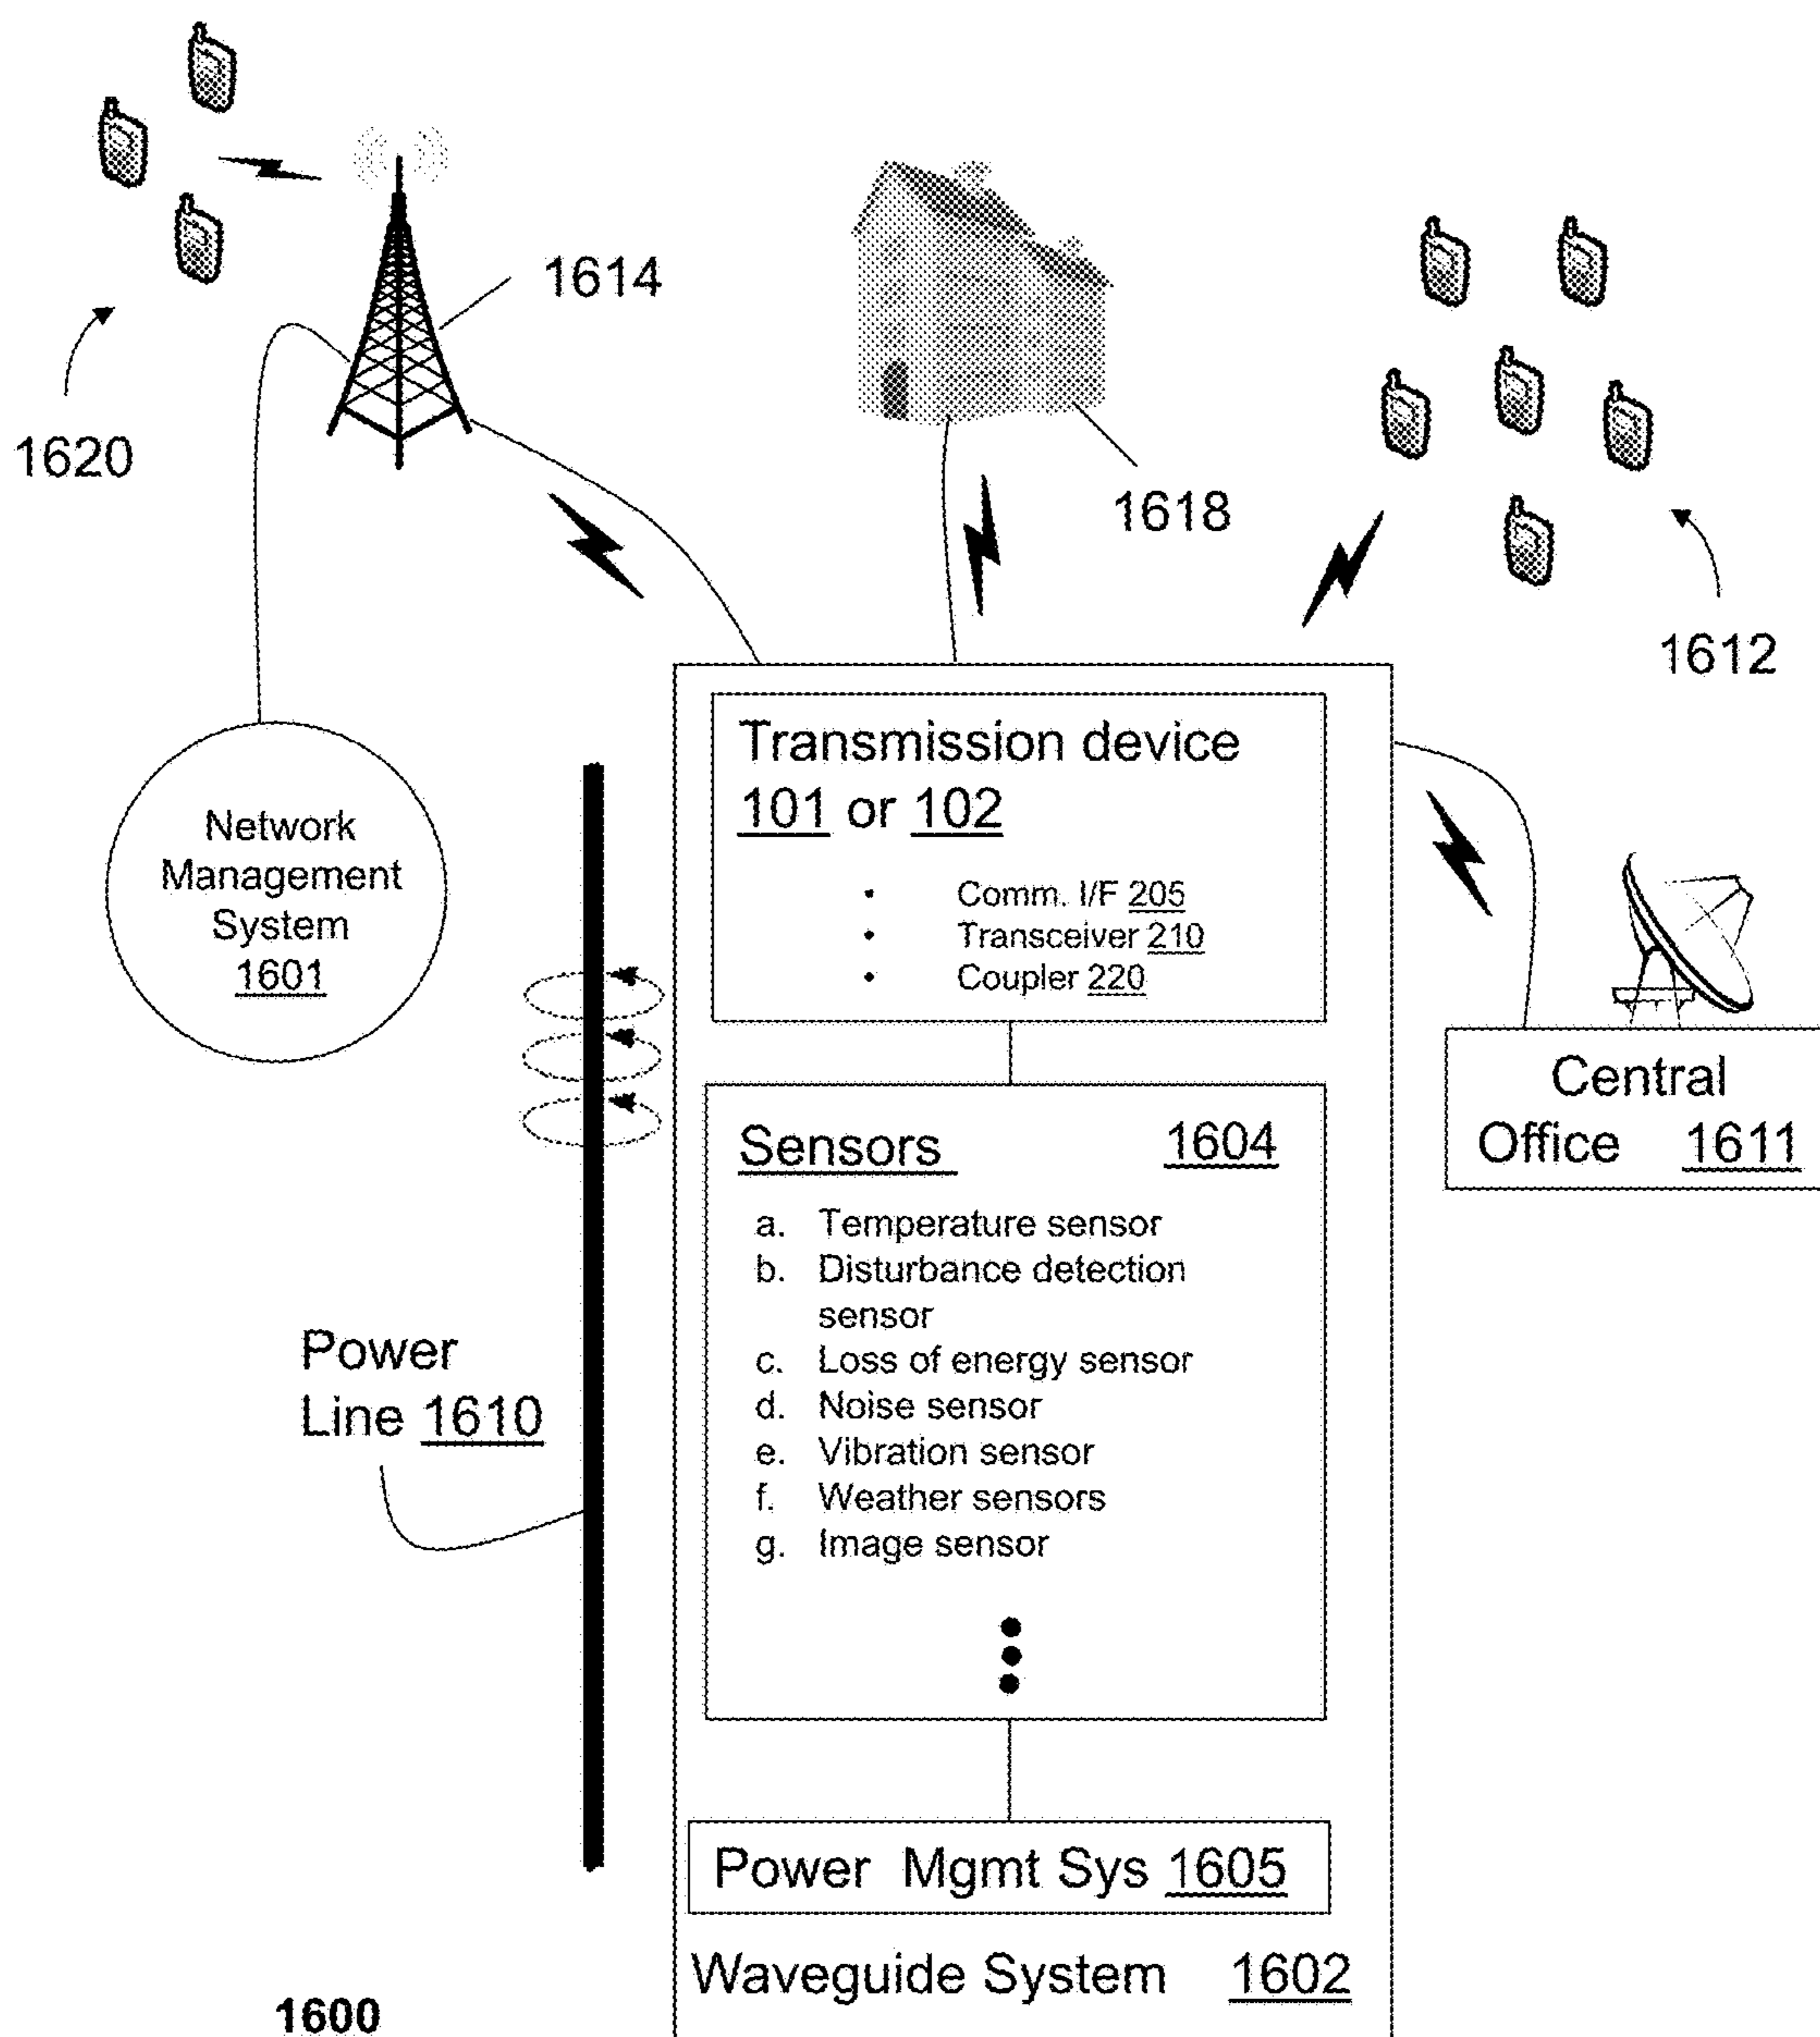 1614
1620
1618
1612
Transmission device
101 or 102
• Comm. I/F 205
• Transceiver 210
• Coupler 220
Network
Management
System
1601
Central
Office 1611
Sensors 1604
a. Temperature sensor
b. Disturbance detection
sensor
c. Loss of energy sensor
d. Noise sensor
e. Vibration sensor
f. Weather sensors
g. Image sensor
Power
Line 1610
Power Mgmt Sys 1605
Waveguide System 1602
1600